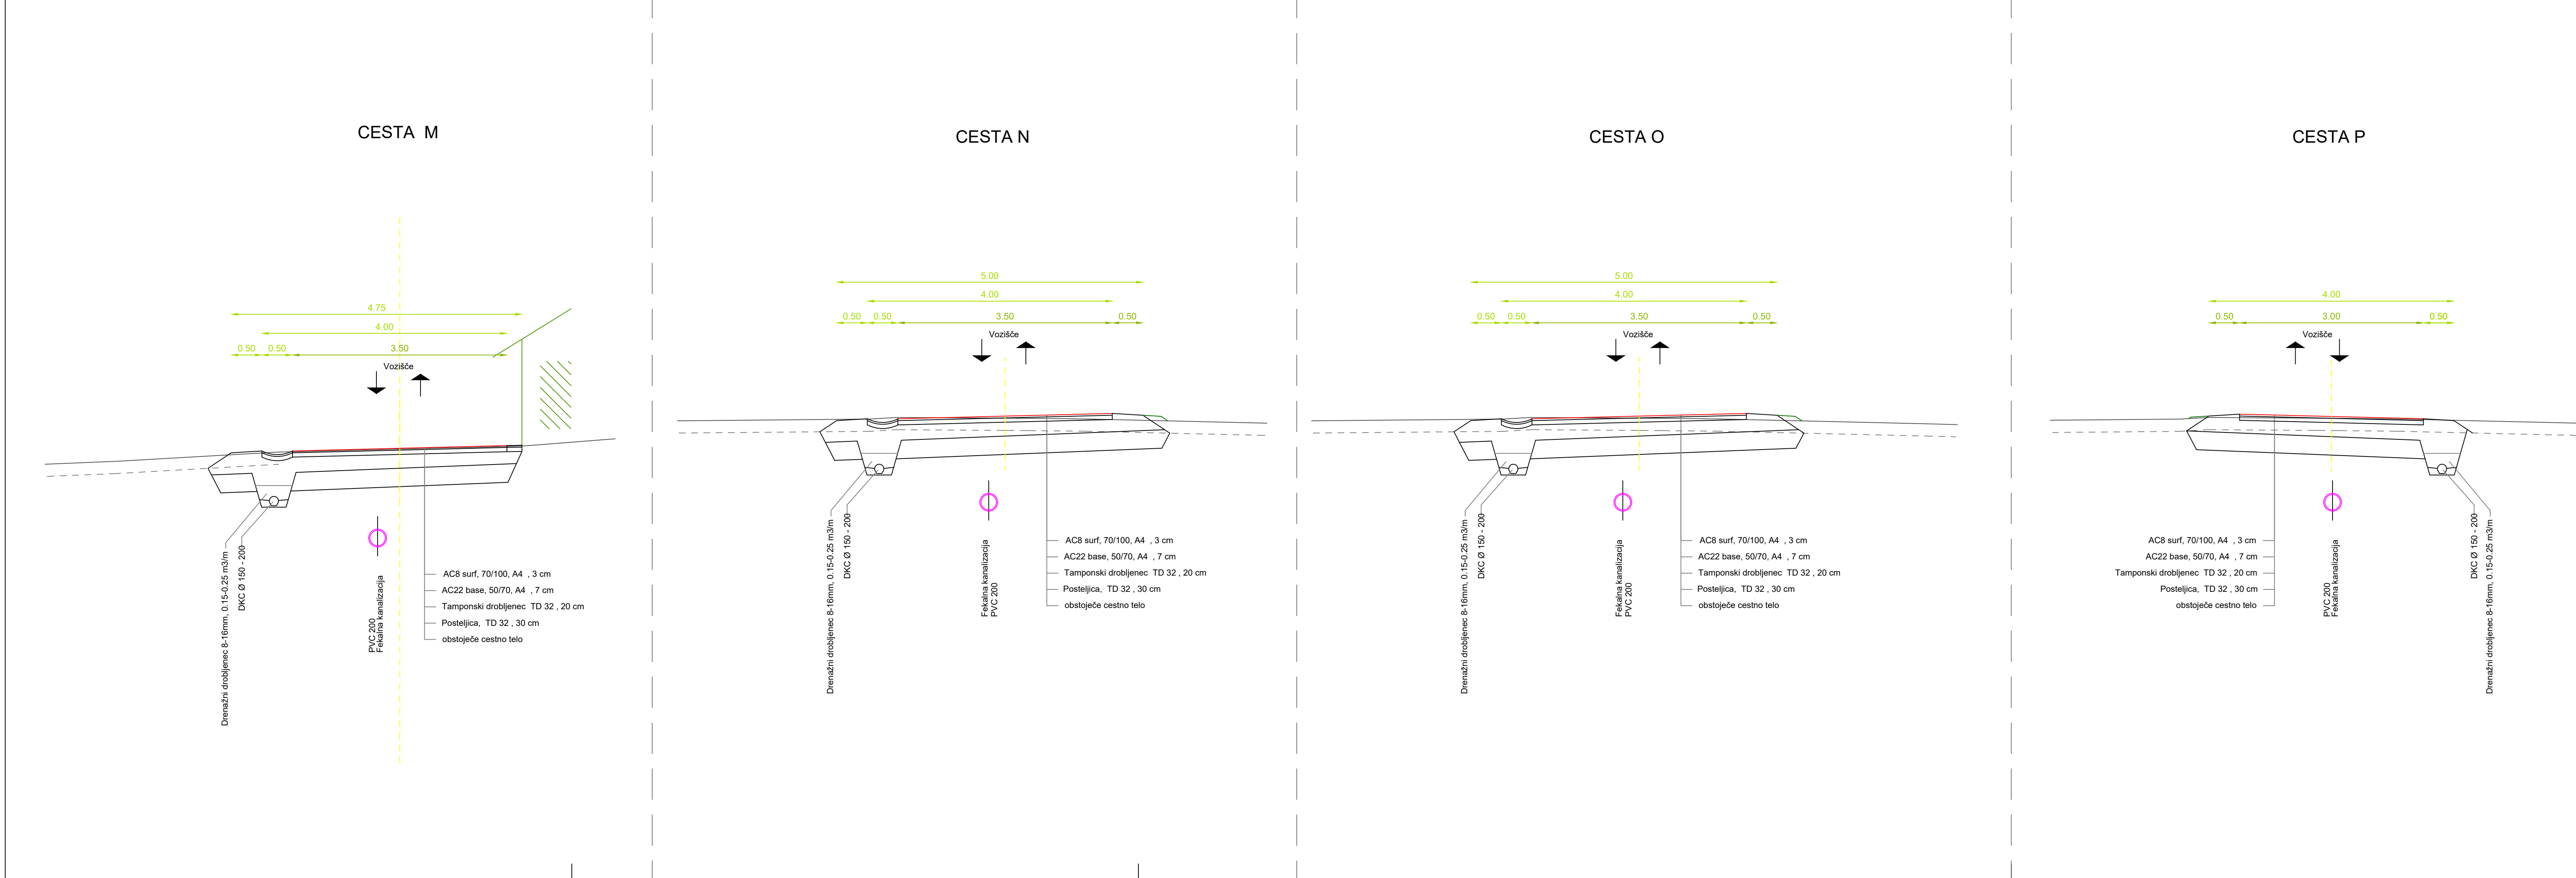 CESTA  M
4.75
4.00
0.50
0.50
3.50
Vozišče
Drenažni drobljenec 8-16mm, 0.15-0.25 m3/m
DKC Ø 150 - 200
PVC 200
Fekalna kanalizacija
AC8 surf, 70/100, A4  , 3 cm
AC22 base, 50/70, A4  , 7 cm
Tamponski drobljenec  TD 32 , 20 cm
Posteljica,  TD 32 , 30 cm
obstoječe cestno telo
CESTA N
5.00
4.00
0.50
0.50
3.50
0.50
Vozišče
Drenažni drobljenec 8-16mm, 0.15-0.25 m3/m
DKC Ø 150 - 200
Fekalna kanalizacija
PVC 200
AC8 surf, 70/100, A4  , 3 cm
AC22 base, 50/70, A4  , 7 cm
Tamponski drobljenec  TD 32 , 20 cm
Posteljica,  TD 32 , 30 cm
obstoječe cestno telo
CESTA O
5.00
4.00
0.50
0.50
3.50
0.50
Vozišče
Drenažni drobljenec 8-16mm, 0.15-0.25 m3/m
DKC Ø 150 - 200
Fekalna kanalizacija
PVC 200
AC8 surf, 70/100, A4  , 3 cm
AC22 base, 50/70, A4  , 7 cm
Tamponski drobljenec  TD 32 , 20 cm
Posteljica,  TD 32 , 30 cm
obstoječe cestno telo
CESTA P
4.00
0.50
3.00
0.50
Vozišče
AC8 surf, 70/100, A4  , 3 cm
AC22 base, 50/70, A4  , 7 cm
Tamponski drobljenec  TD 32 , 20 cm
Posteljica,  TD 32 , 30 cm
obstoječe cestno telo
PVC 200
Fekalna kanalizacija
DKC Ø 150 - 200
Drenažni drobljenec 8-16mm, 0.15-0.25 m3/m